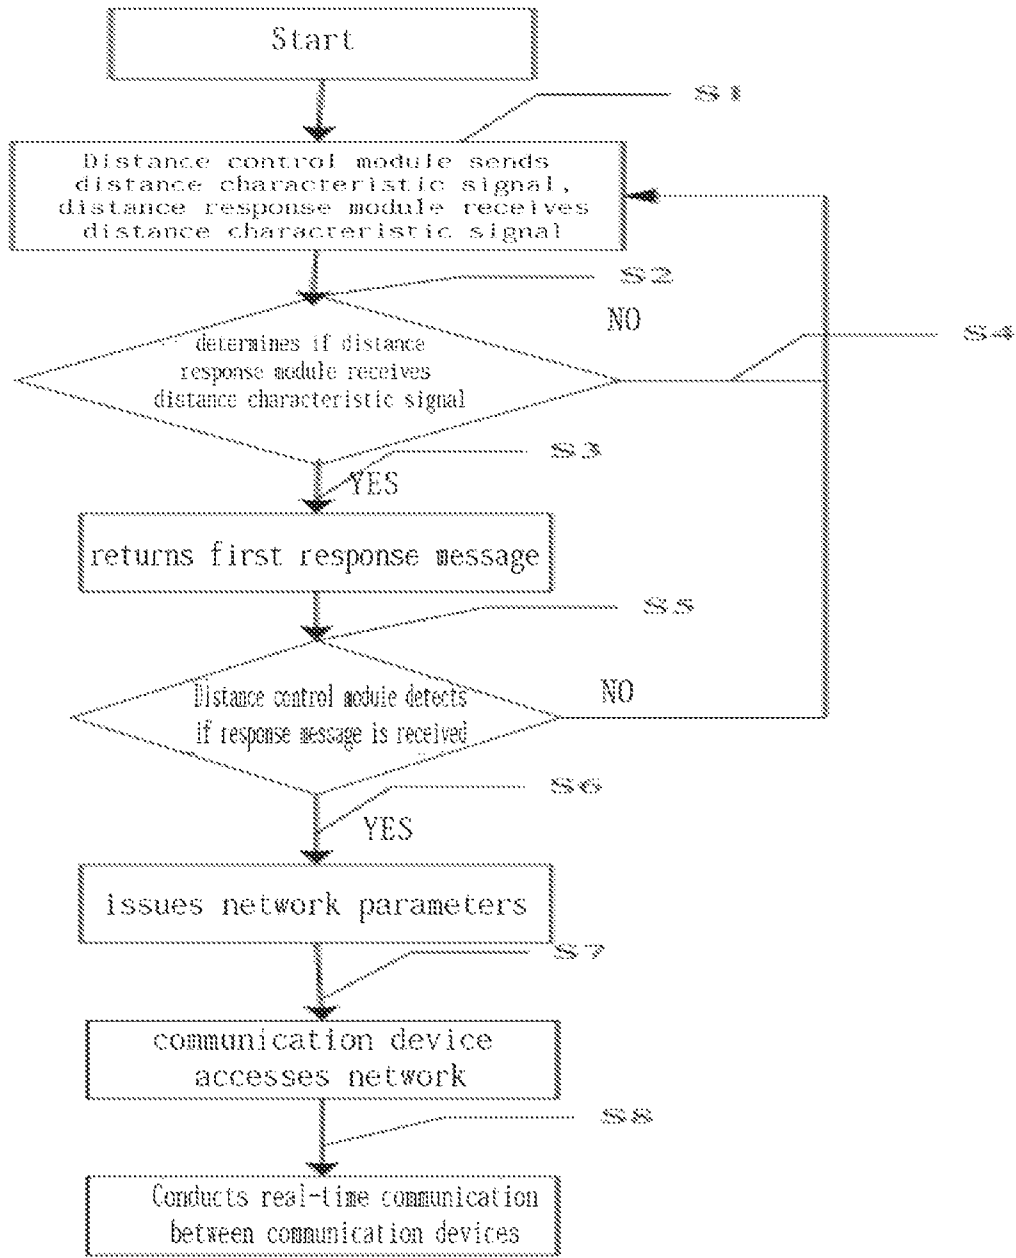 Start
S1
Distance control module sends
distance characteristic signal,
distance response module receives
distance characteristic signal
S2
NO
S4
determines if distance
response module receives
distance characteristic signal
S3
YES
returns first response message
S5
NO
Distance control module detects
if response message is received
S6
YES
issues network parameters
S7
communication device
accesses network
S8
Conducts real-time communication
between communication devices